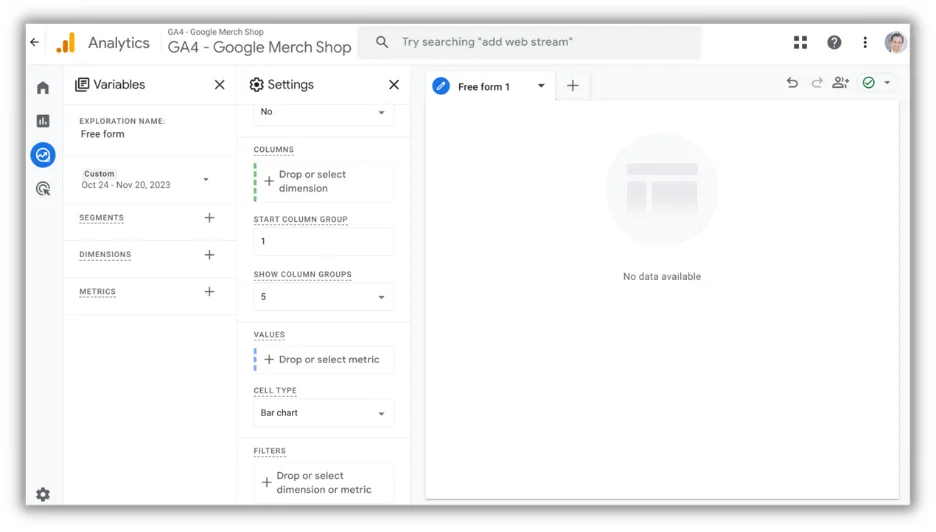 GA4 - Google Merch Shop
Analytics
GA4 - Google Merch Shop
Try searching "add web stream"
Variables
EXPLORATION NAME:
Free form
Custom
Oct 24 - Nov 20, 2023
SEGMENTS
DIMENSIONS
METRICS
Settings
No
COLUMNS
Drop or select
dimension
START COLUMN GROUP
1
SHOW COLUMN GROUPS
5
VALUES
Drop or select metric
CELL TYPE
Bar chart
FILTERS
Drop or select
dimension or metric
Free form 1
No data available